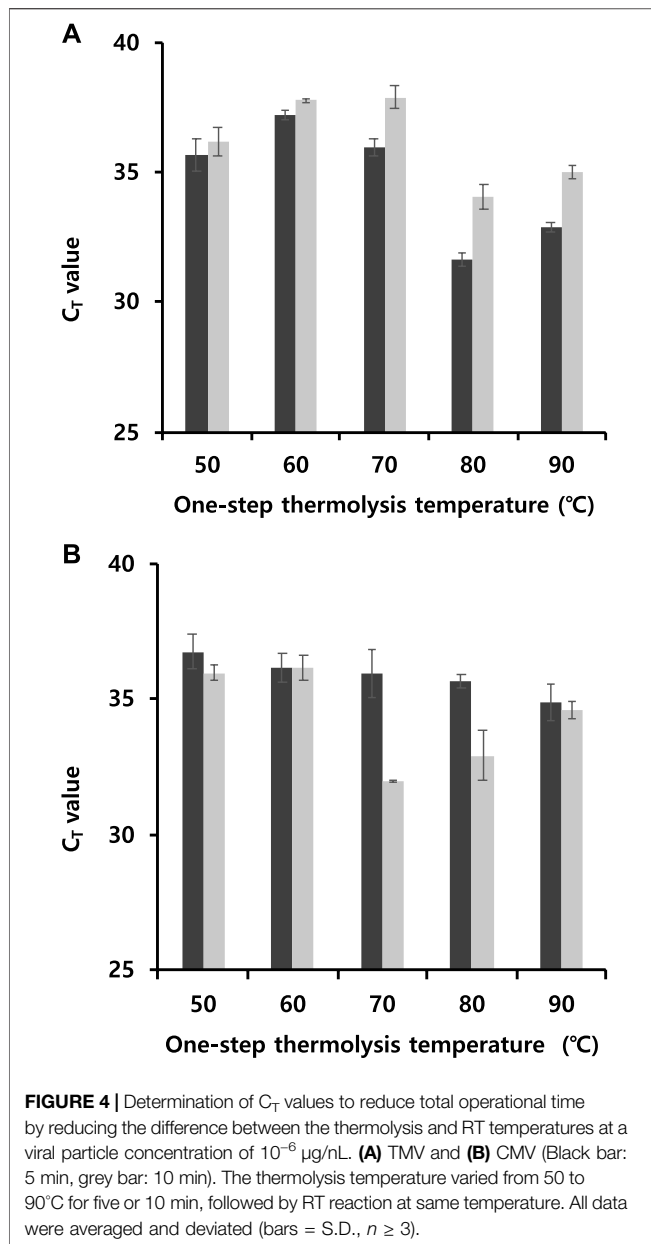 A
40
35
30
25
C_T value
50 60 70 80 90
One-step thermolysis temperature (℃)
B
40
35
30
25
C_T value
50 60 70 80 90
One-step thermolysis temperature (℃)
FIGURE 4 | Determination of C_T values to reduce total operational time
by reducing the difference between the thermolysis and RT temperatures at a
viral particle concentration of 10⁻⁶ μg/nL. (A) TMV and (B) CMV (Black bar:
5 min, grey bar: 10 min). The thermolysis temperature varied from 50 to
90°C for five or 10 min, followed by RT reaction at same temperature. All data
were averaged and deviated (bars = S.D., n ≥ 3).